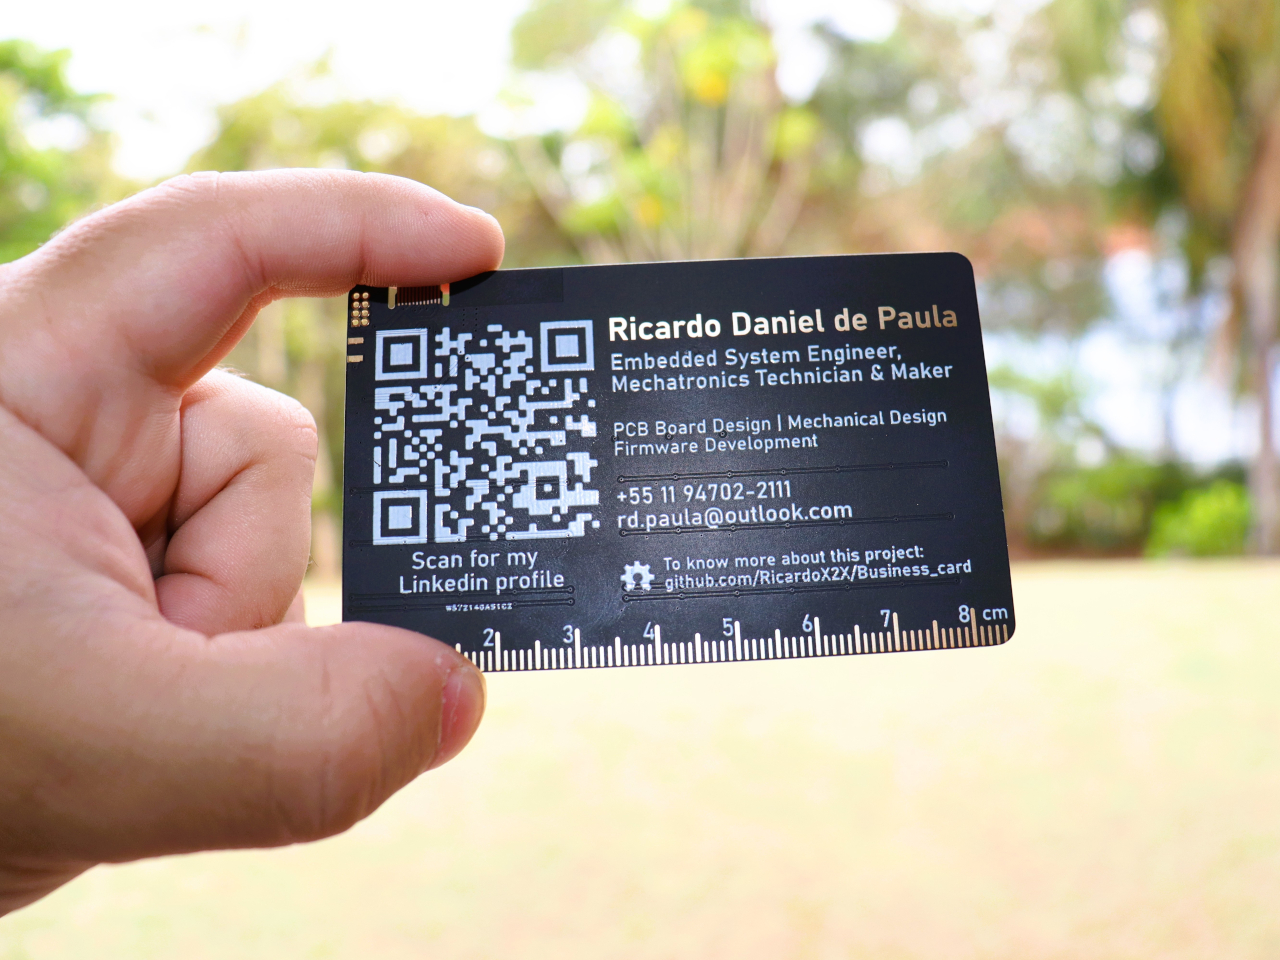 Ricardo Daniel de Paula
Embedded System Engineer,
Mechatronics Technician & Maker
PCB Board Design | Mechanical Design
Firmware Development
+55 11 94702-2111
rd.paula@outlook.com
To know more about this project:
github.com/RicardoX2X/Business_card
Scan for my
Linkedin profile
2 3 4 5 6 7 8 cm